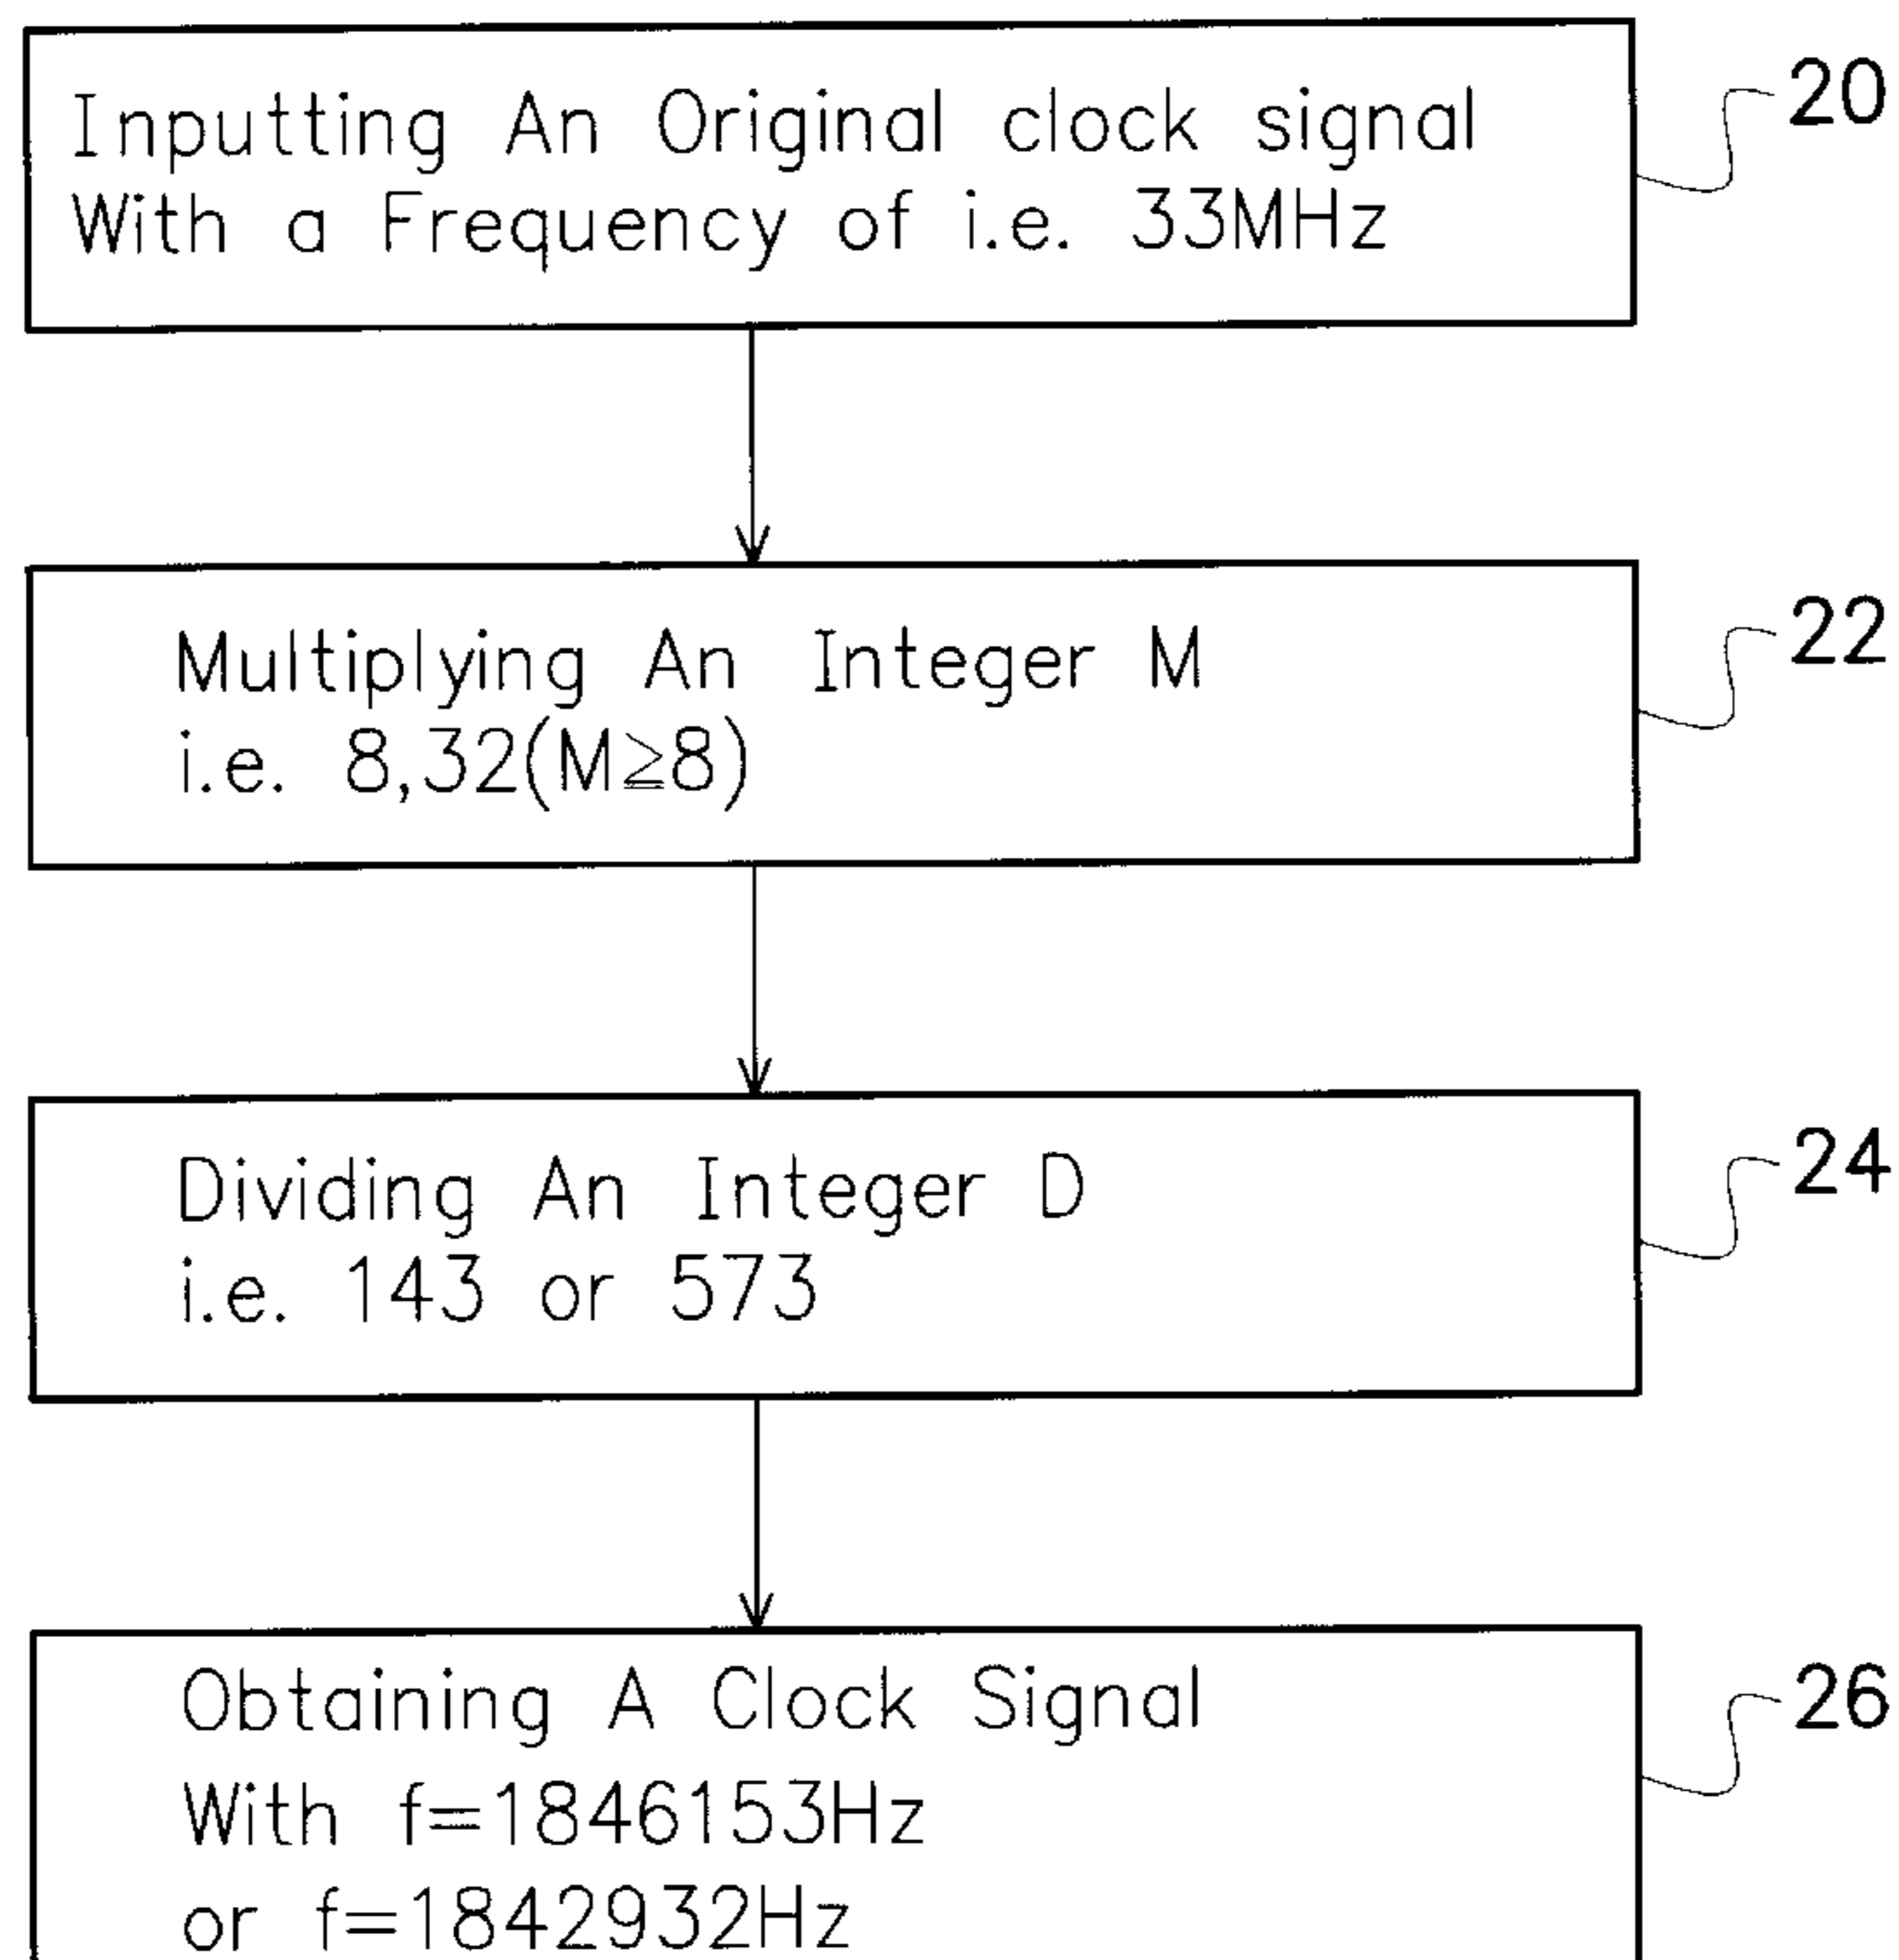 Inputting An Original clock signal
With a Frequency of i.e. 33MHz
20
Multiplying An Integer M
i.e. 8,32(M≧8)
22
Dividing An Integer D
i.e. 143 or 573
24
Obtaining A Clock Signal
With f=1846153Hz
or f=1842932Hz
26